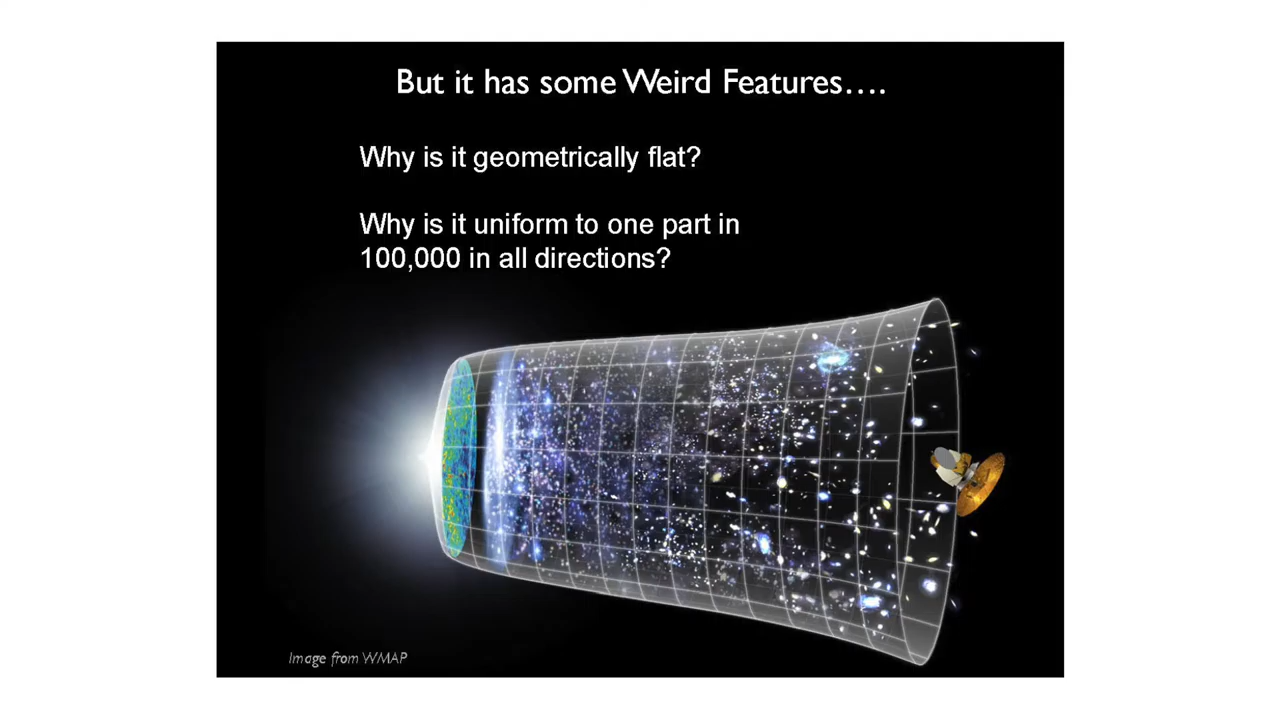 But it has some Weird Features….
Why is it geometrically flat?
Why is it uniform to one part in
100,000 in all directions?
Image from WMAP